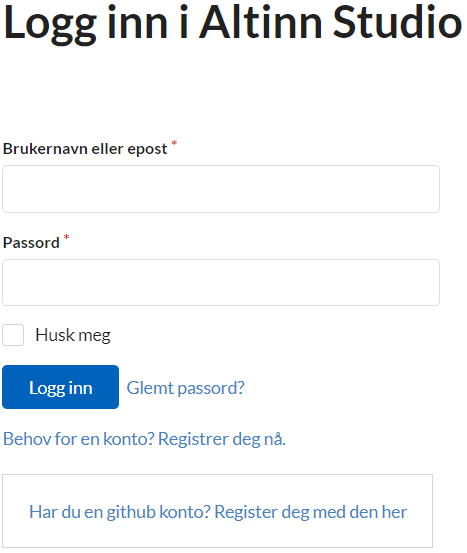 Logg inn i Altinn Studio
Brukernavn eller epost *
Passord *
Husk meg
Logg inn Glemt passord?
Behov for en konto? Registrer deg nå.
Har du en github konto? Register deg med den her